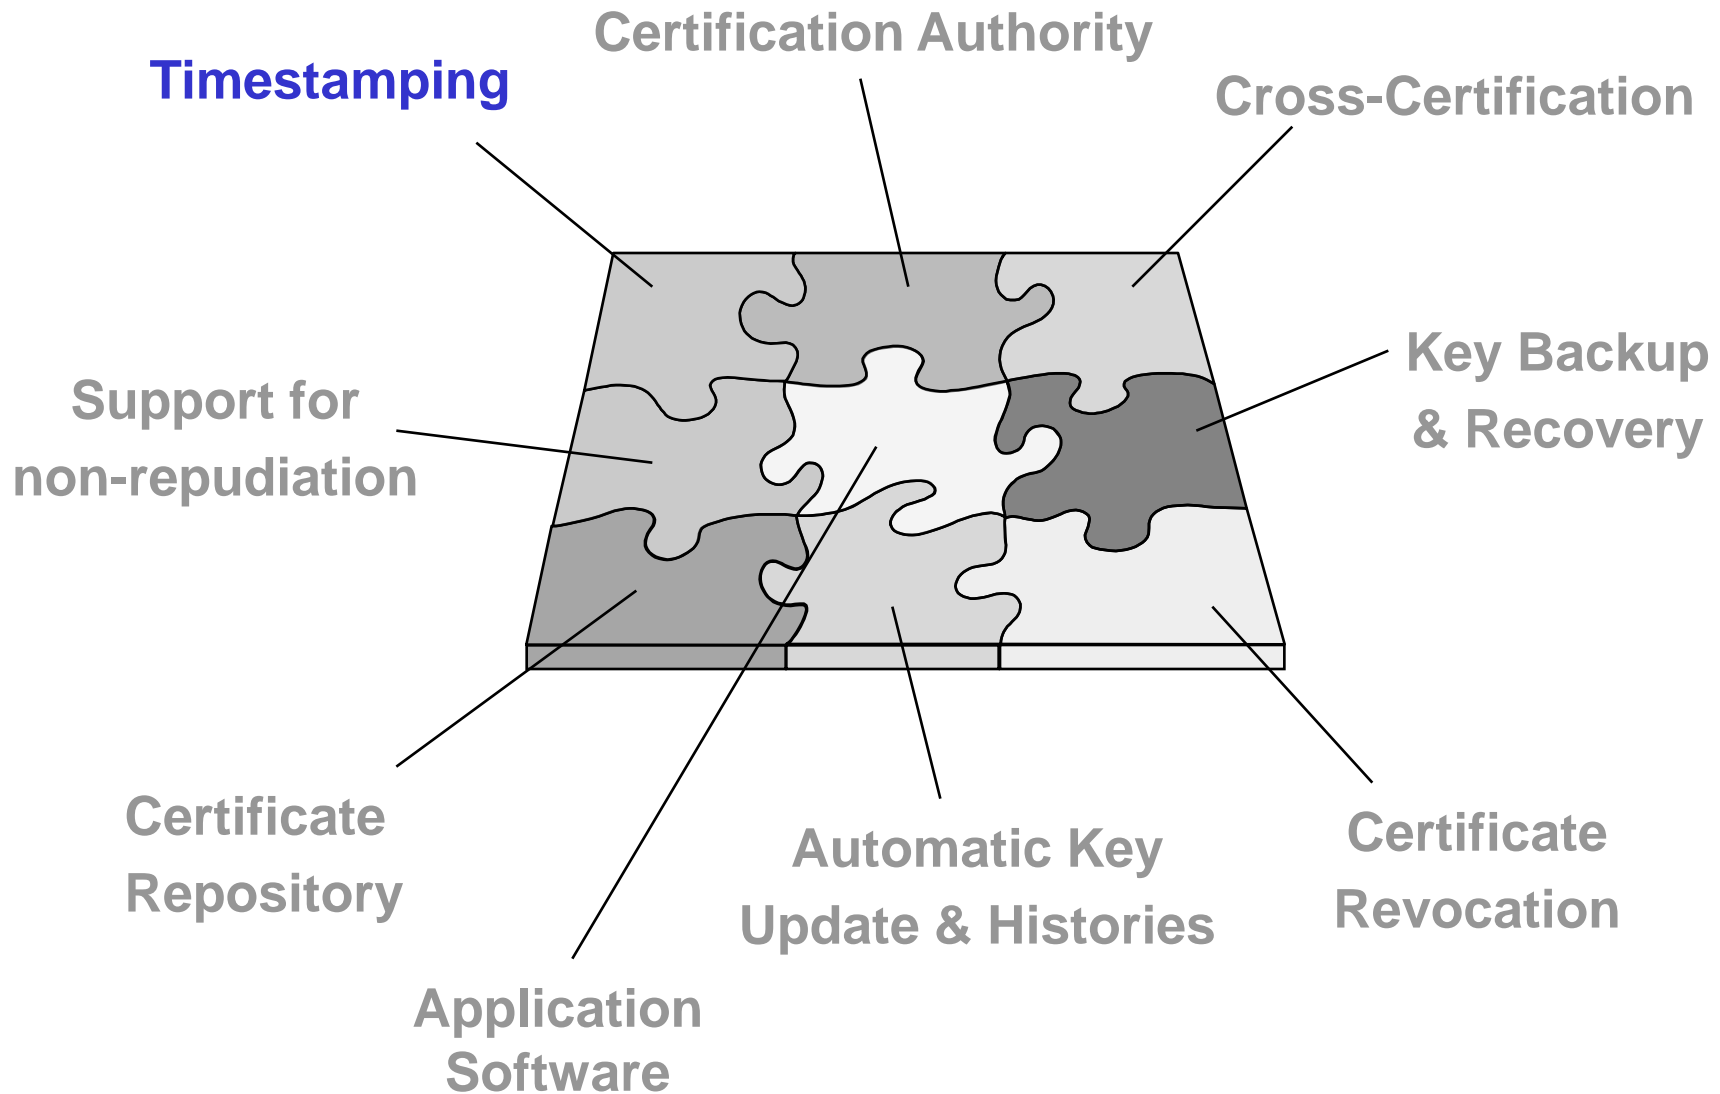 Certification Authority
Timestamping
Cross-Certification
Key Backup
& Recovery
Support for
non-repudiation
Certificate
Repository
Automatic Key
Update & Histories
Certificate
Revocation
Application
Software